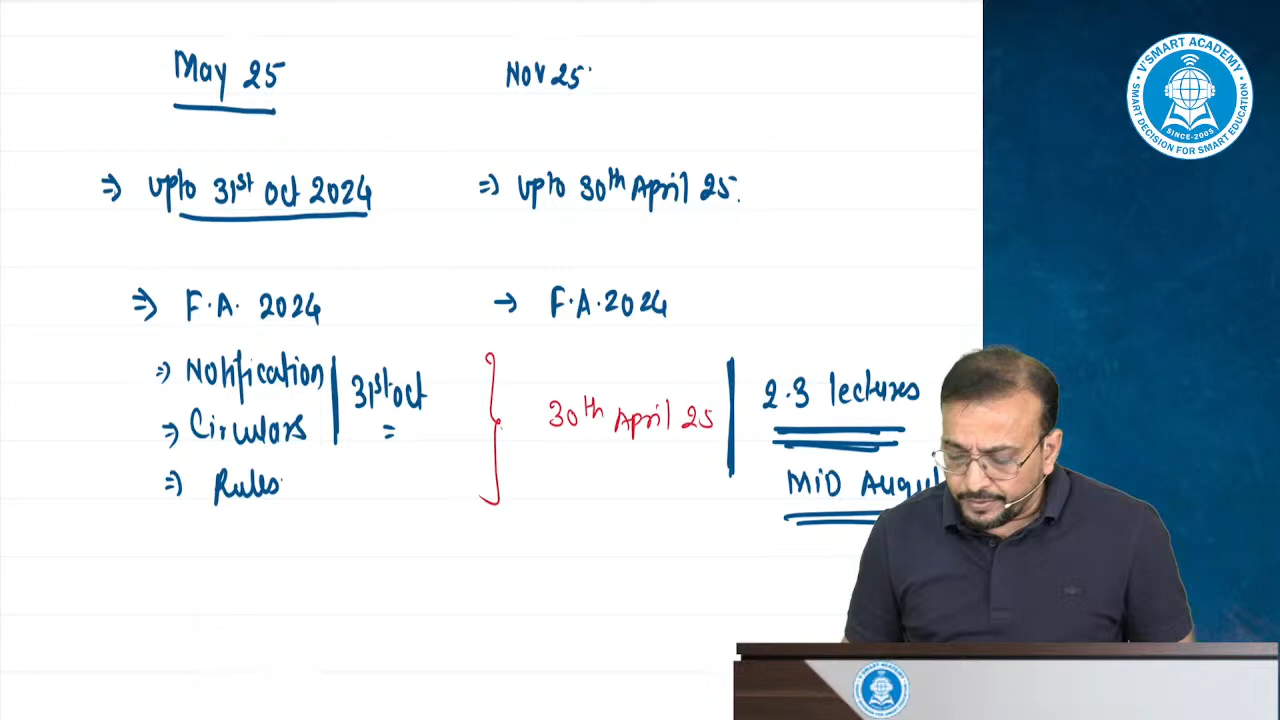 May 25
Nov 25
⇒ upto 31st Oct 2024
⇒ upto 30th April 25.
⇒ F.A. 2024
→ F.A. 2024
⇒ Notification
⇒ Circulars
⇒ Rules
31st oct
=
30th April 25
2-3 lectures
MID
V'SMART ACADEMY
SMART DECISION FOR SMART EDUCATION
SINCE-2005